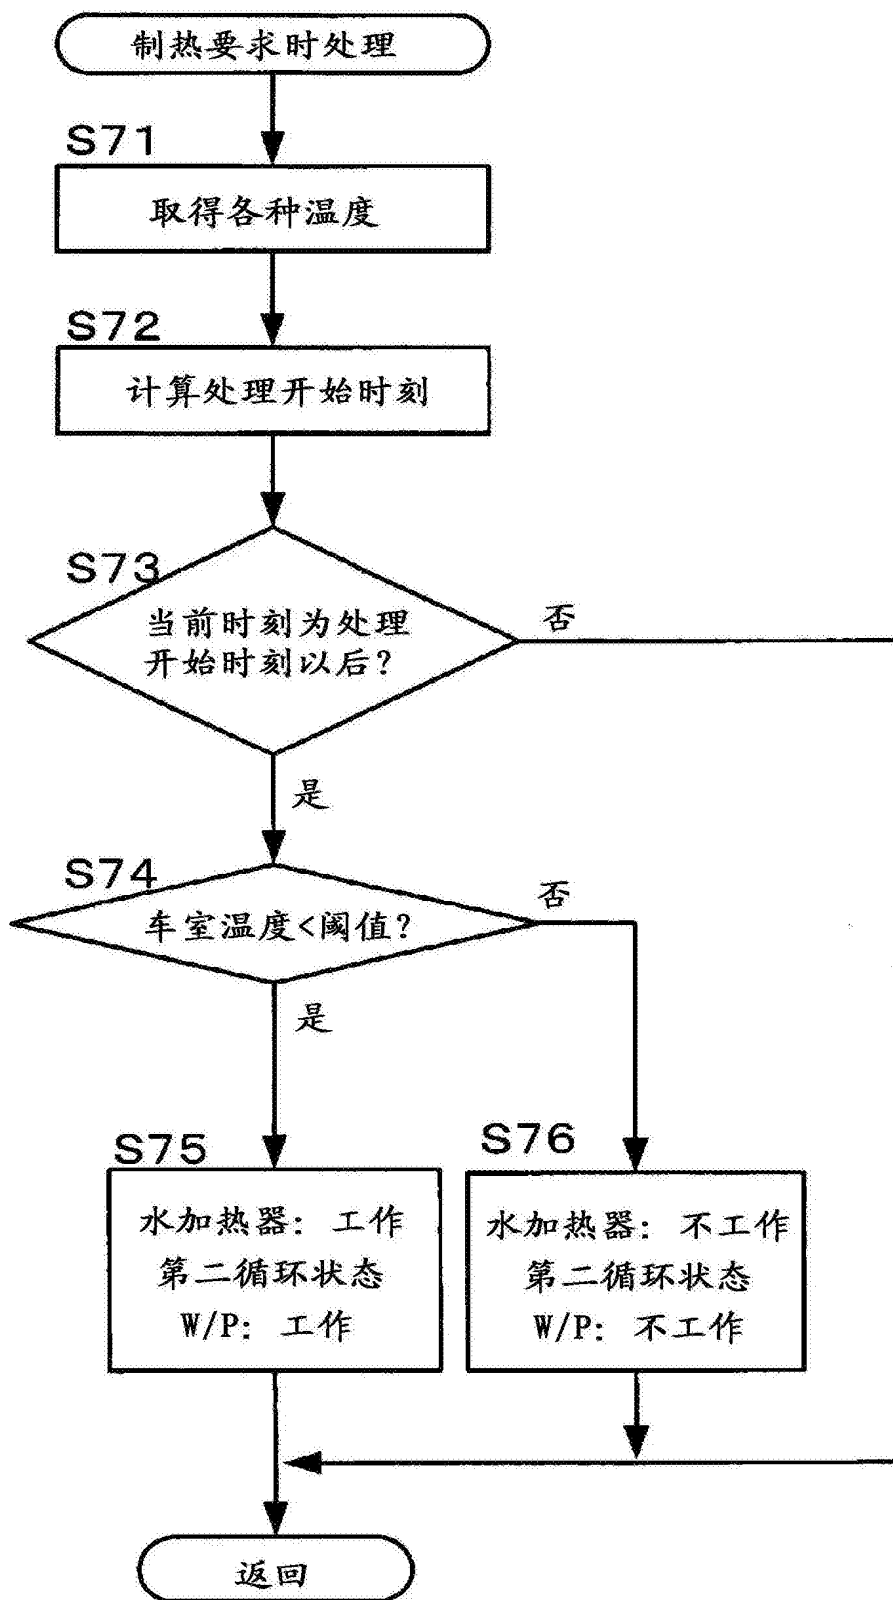 制热要求时处理
S71
取得各种温度
S72
计算处理开始时刻
S73
当前时刻为处理
开始时刻以后?
否
是
S74
车室温度<阈值?
否
是
S75
水加热器: 工作
第二循环状态
W/P: 工作
S76
水加热器: 不工作
第二循环状态
W/P: 不工作
返回